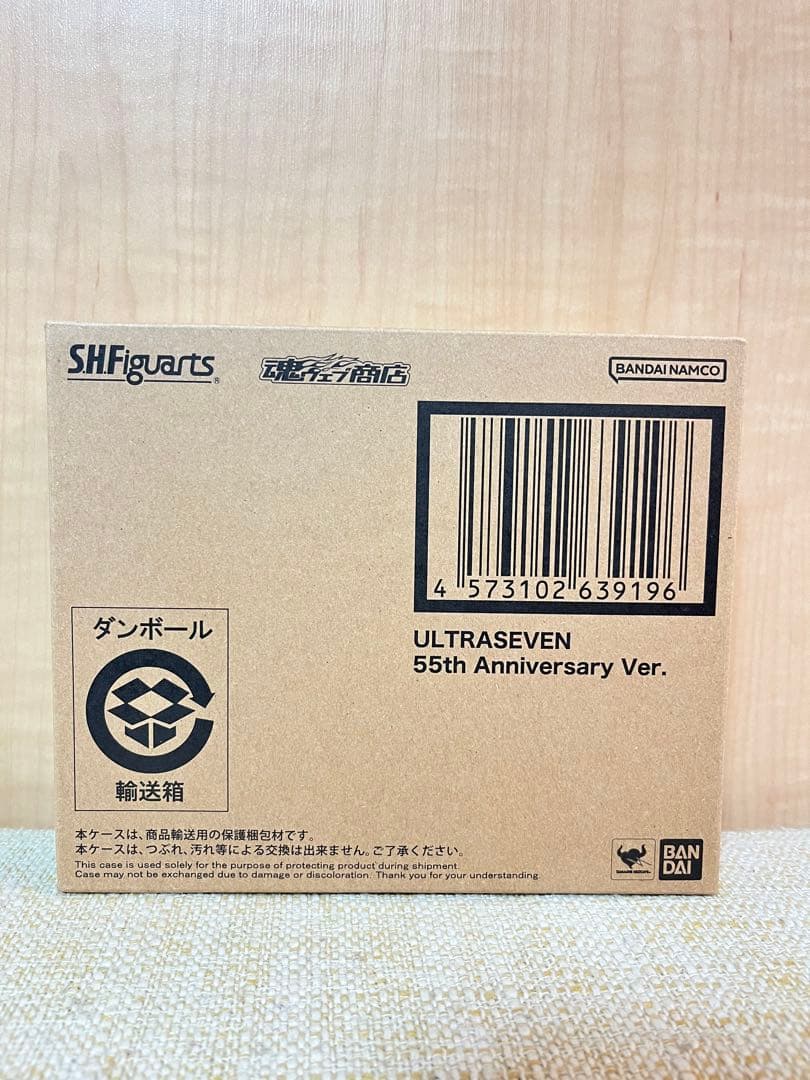 S.H.Figuarts®
魂ウェブ商店
BANDAI NAMCO
4 573102 639196
ULTRASEVEN
55th Anniversary Ver.
ダンボール
輸送箱
本ケースは、商品輸送用の保護梱包材です。
本ケースは、つぶれ、汚れ等による交換は出来ません。ご了承ください。
This case is used solely for the purpose of protecting product during shipment.
Case may not be exchanged due to damage or discoloration. Thank you for your understanding.
TAMASHII NATIONS
BAN
DAI